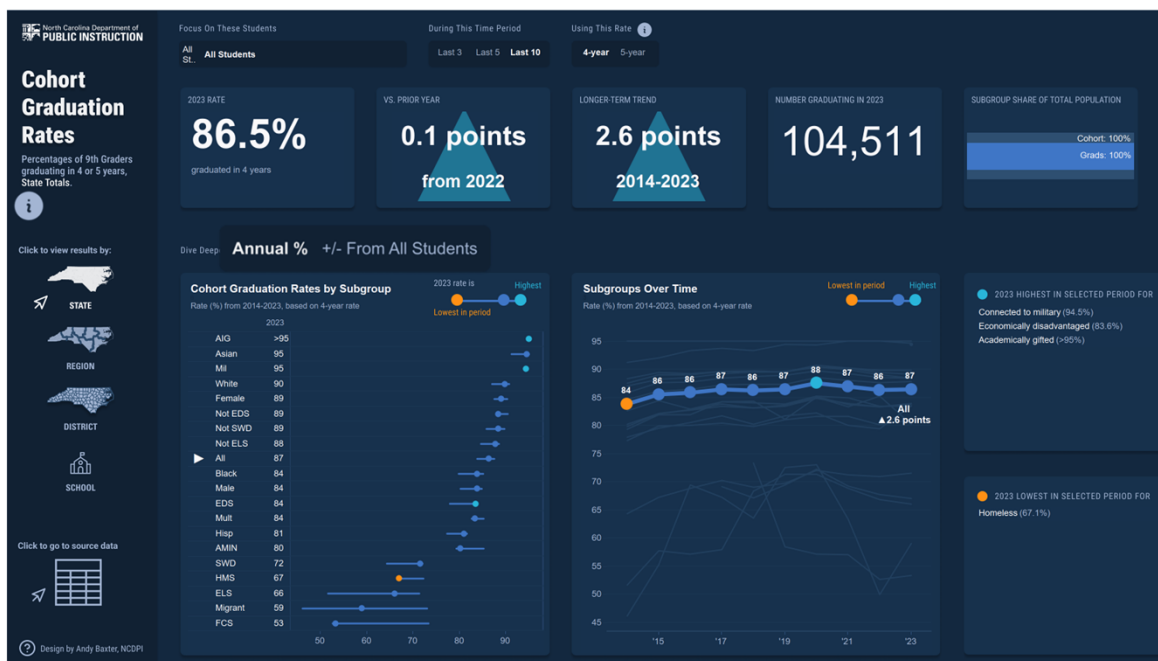 North Carolina Department of
PUBLIC INSTRUCTION
Cohort
Graduation
Rates
Percentages of 9th Graders
graduating in 4 or 5 years,
State Totals.
i
Click to view results by:
STATE
REGION
DISTRICT
SCHOOL
Click to go to source data
? Design by Andy Baxter, NCDPI
Focus On These Students
All
St..
All Students
During This Time Period
Last 3 Last 5 Last 10
Using This Rate i
4-year 5-year
2023 RATE
86.5%
graduated in 4 years
VS. PRIOR YEAR
0.1 points
from 2022
LONGER-TERM TREND
2.6 points
2014-2023
NUMBER GRADUATING IN 2023
104,511
SUBGROUP SHARE OF TOTAL POPULATION
Cohort: 100%
Grads: 100%
Dive Deep
Annual % +/- From All Students
Cohort Graduation Rates by Subgroup
Rate (%) from 2014-2023, based on 4-year rate
2023 rate is
Highest
Lowest in period
2023
AIG >95
Asian 95
Mil 95
White 90
Female 89
Not EDS 89
Not SWD 89
Not ELS 88
All 87
Black 84
Male 84
EDS 84
Mult 84
Hisp 81
AMIN 80
SWD 72
HMS 67
ELS 66
Migrant 59
FCS 53
50 60 70 80 90
Subgroups Over Time
Rate (%) from 2014-2023, based on 4-year rate
Lowest in period
Highest
95
90
85
80
75
70
65
60
55
50
45
84 86 86 87 86 87 88 87 86 87
All
▲2.6 points
'15 '17 '19 '21 '23
2023 HIGHEST IN SELECTED PERIOD FOR
Connected to military (94.5%)
Economically disadvantaged (83.6%)
Academically gifted (>95%)
2023 LOWEST IN SELECTED PERIOD FOR
Homeless (67.1%)